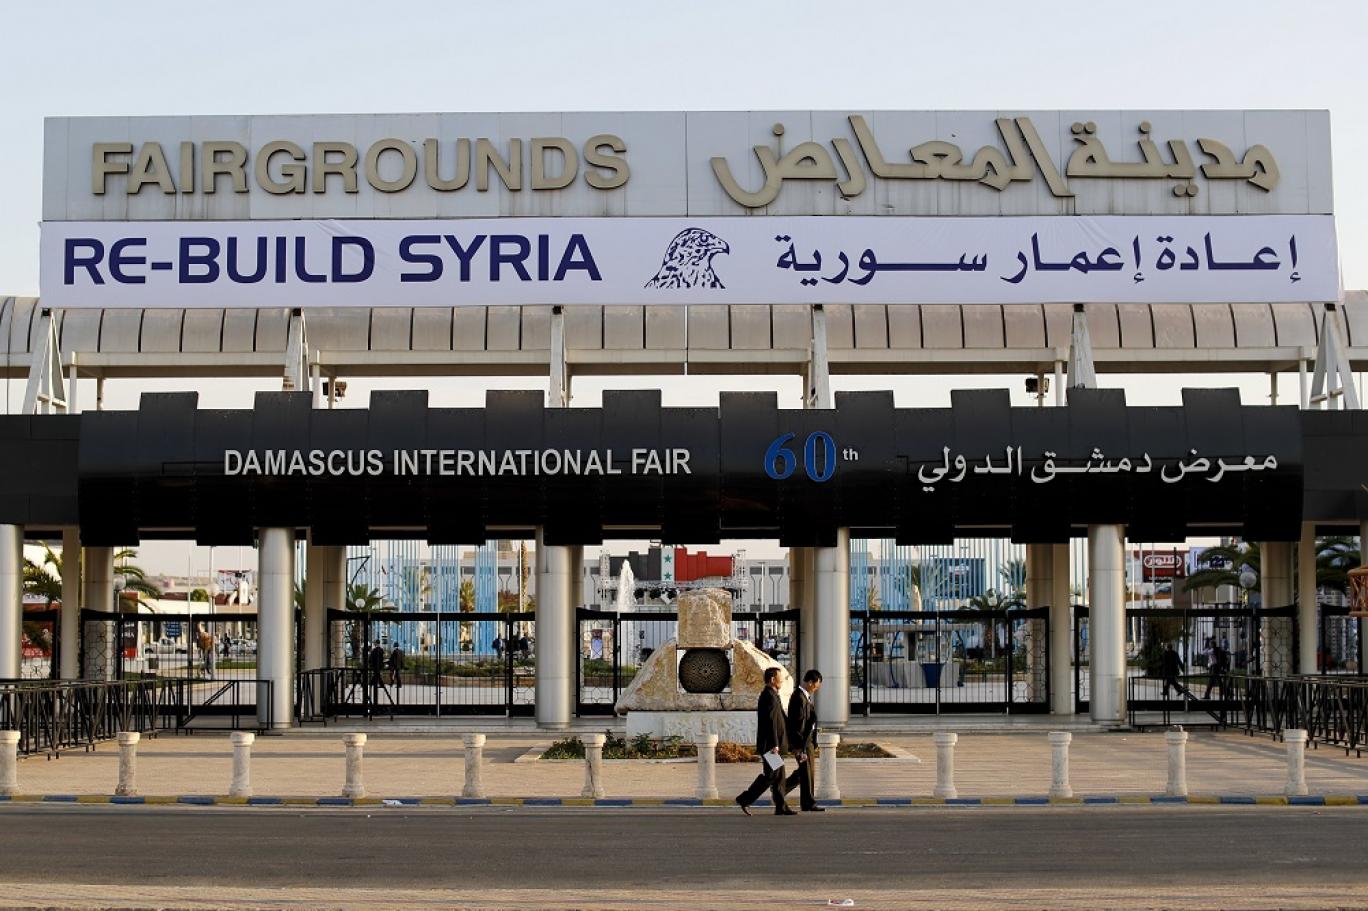 FAIRGROUNDS مدينة المعارض
RE-BUILD SYRIA إعادة إعمار سورية
DAMASCUS INTERNATIONAL FAIR 60th معرض دمشق الدولي